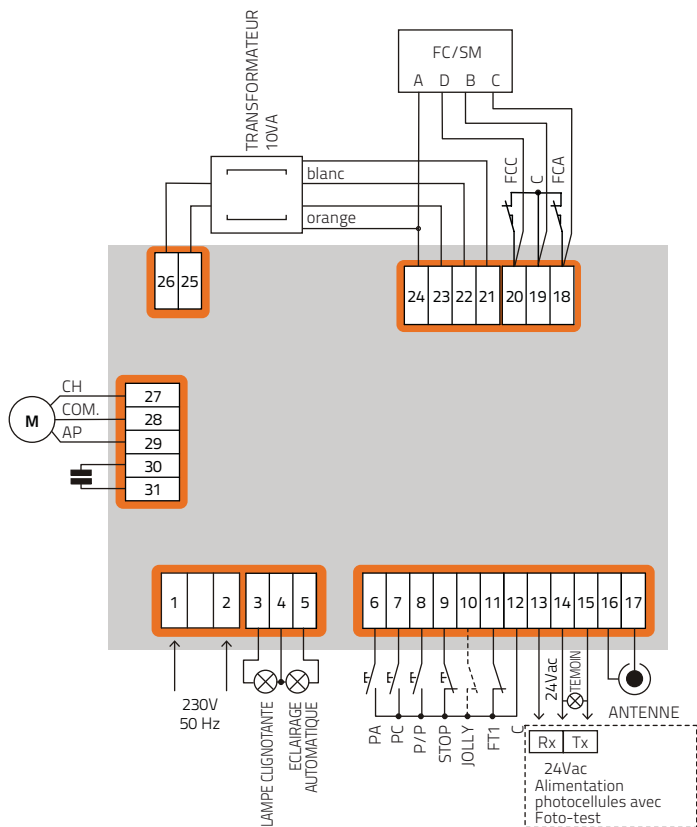 FC/SM
A D B C
TRANSFORMATEUR
10VA
blanc
orange
FCC
C
FCA
26 25
24 23 22 21 20 19 18
CH
COM.
AP
M
27
28
29
30
31
1 2 3 4 5
6 7 8 9 10 11 12 13 14 15 16 17
230V
50 Hz
LAMPE CLIGNOTANTE
ECLAIRAGE
AUTOMATIQUE
PA
PC
P/P
STOP
JOLLY
FT1
C
24Vac
TEMOIN
ANTENNE
Rx Tx
24Vac
Alimentation
photocellules avec
Foto-test